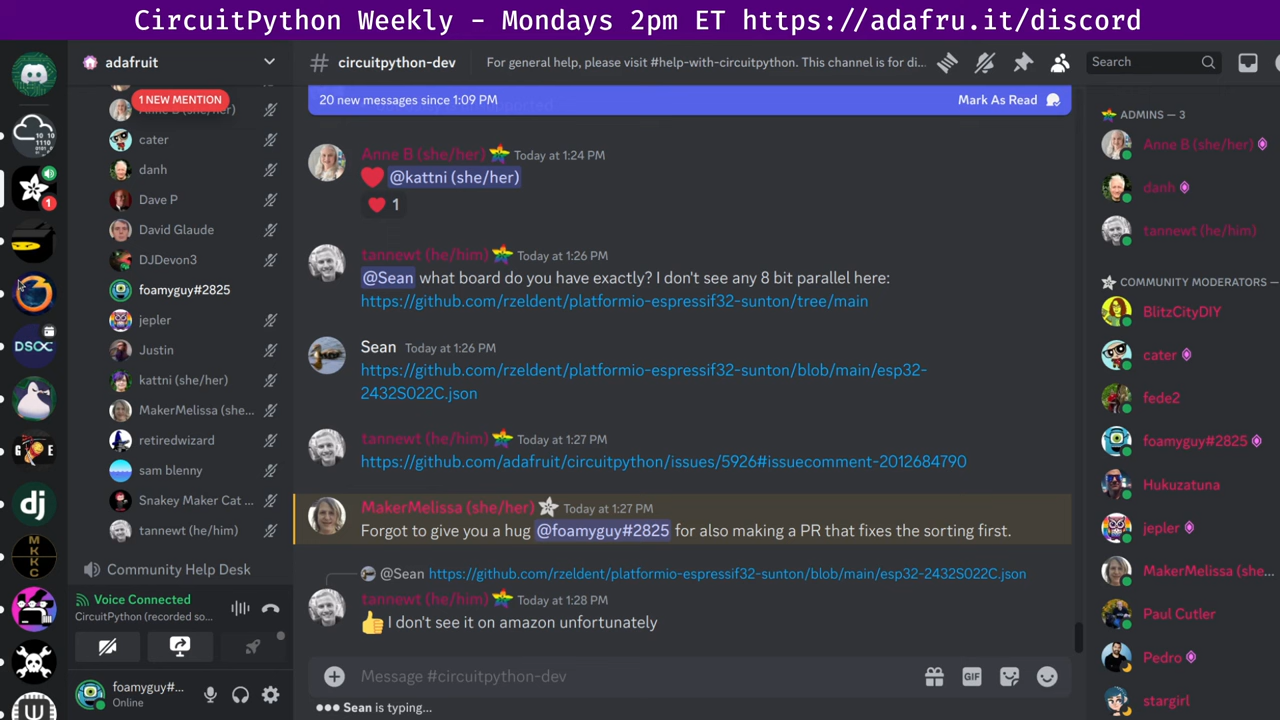 CircuitPython Weekly - Mondays 2pm ET https://adafru.it/discord
adafruit
# circuitpython-dev
For general help, please visit #help-with-circuitpython. This channel is for di...
Search
1 NEW MENTION
Anne B (she/her)
cater
danh
Dave P
David Glaude
DJDevon3
foamyguy#2825
jepler
Justin
kattni (she/her)
MakerMelissa (she...
retiredwizard
sam blenny
Snakey Maker Cat ...
tannewt (he/him)
Community Help Desk
Voice Connected
CircuitPython (recorded so...
foamyguy#...
Online
1
DSOC
G E
dj
MK
KC
20 new messages since 1:09 PM
Mark As Read
Anne B (she/her) Today at 1:24 PM
@kattni (she/her)
1
tannewt (he/him) Today at 1:26 PM
@Sean what board do you have exactly? I don't see any 8 bit parallel here:
https://github.com/rzeldent/platformio-espressif32-sunton/tree/main
Sean Today at 1:26 PM
https://github.com/rzeldent/platformio-espressif32-sunton/blob/main/esp32-
2432S022C.json
tannewt (he/him) Today at 1:27 PM
https://github.com/adafruit/circuitpython/issues/5926#issuecomment-2012684790
MakerMelissa (she/her) Today at 1:27 PM
Forgot to give you a hug @foamyguy#2825 for also making a PR that fixes the sorting first.
@Sean https://github.com/rzeldent/platformio-espressif32-sunton/blob/main/esp32-2432S022C.json
tannewt (he/him) Today at 1:28 PM
I don't see it on amazon unfortunately
Message #circuitpython-dev
GIF
Sean is typing...
ADMINS — 3
Anne B (she/her)
danh
tannewt (he/him)
COMMUNITY MODERATORS —
BlitzCityDIY
cater
fede2
foamyguy#2825
Hukuzatuna
jepler
MakerMelissa (she...
Paul Cutler
Pedro
stargirl